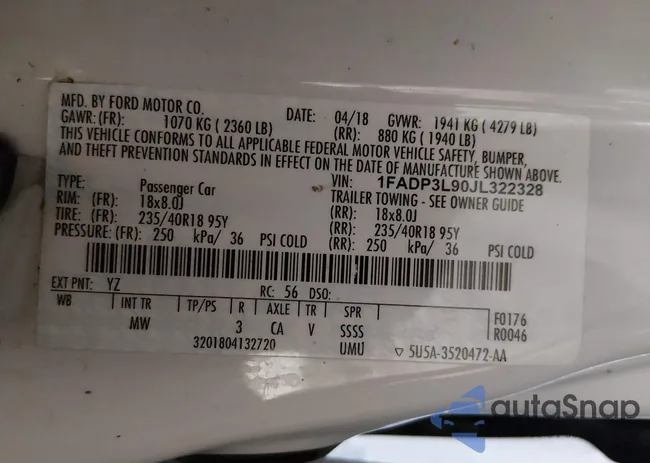 MFD. BY FORD MOTOR CO. DATE: 04/18 GVWR: 1941 KG ( 4279 LB)
GAWR: (FR): 1070 KG ( 2360 LB) (RR): 880 KG ( 1940 LB)
THIS VEHICLE CONFORMS TO ALL APPLICABLE FEDERAL MOTOR VEHICLE SAFETY, BUMPER,
AND THEFT PREVENTION STANDARDS IN EFFECT ON THE DATE OF MANUFACTURE SHOWN ABOVE.
VIN: 1FADP3L90JL322328
TYPE: Passenger Car TRAILER TOWING - SEE OWNER GUIDE
RIM: (FR): 18x8.0J (RR): 18x8.0J
TIRE: (FR): 235/40R18 95Y (RR): 235/40R18 95Y
PRESSURE: (FR): 250 kPa/ 36 PSI COLD (RR): 250 kPa/ 36 PSI COLD
EXT PNT: YZ RC: 56 DSO:
WB INT TR TP/PS R AXLE TR SPR
MW 3 CA V SSSS
F0176
R0046
3201804132720 UMU ▽ 5U5A-3520472-AA
autoSnap